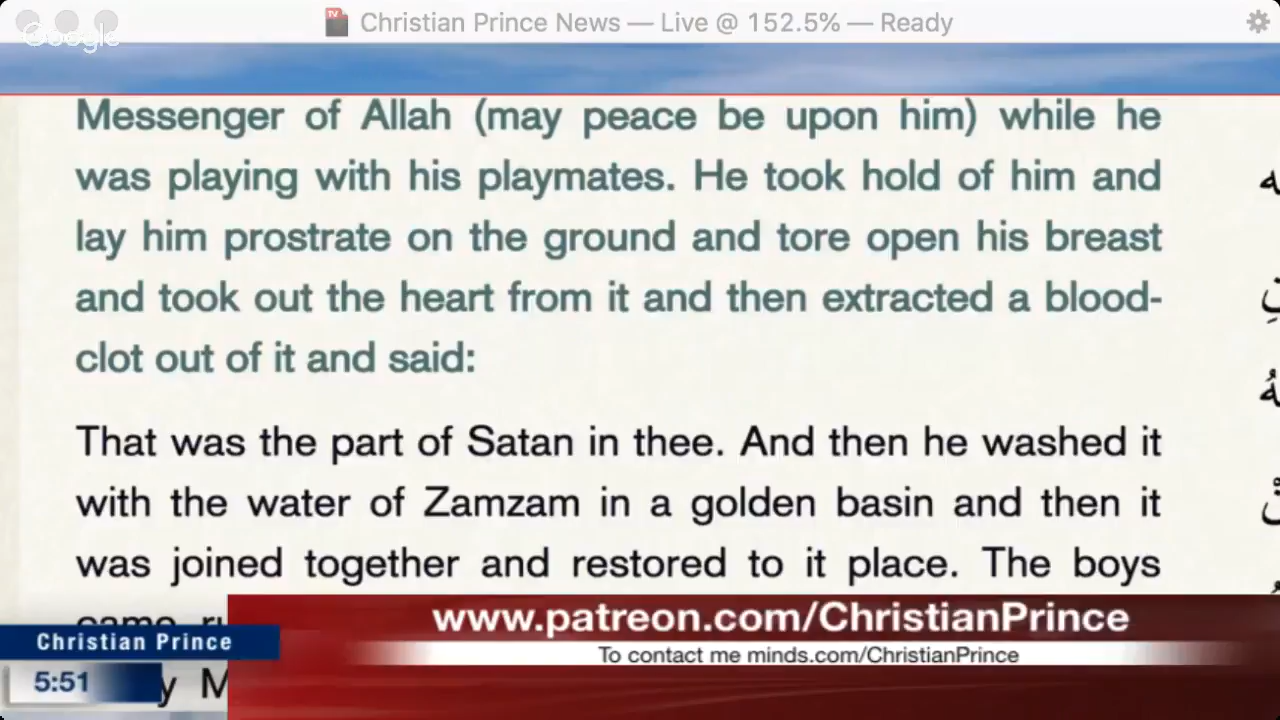 Christian Prince News — Live @ 152.5% — Ready
Google
Messenger of Allah (may peace be upon him) while he
was playing with his playmates. He took hold of him and
lay him prostrate on the ground and tore open his breast
and took out the heart from it and then extracted a blood-
clot out of it and said:
That was the part of Satan in thee. And then he washed it
with the water of Zamzam in a golden basin and then it
was joined together and restored to it place. The boys
came
www.patreon.com/ChristianPrince
Christian Prince
To contact me minds.com/ChristianPrince
5:51